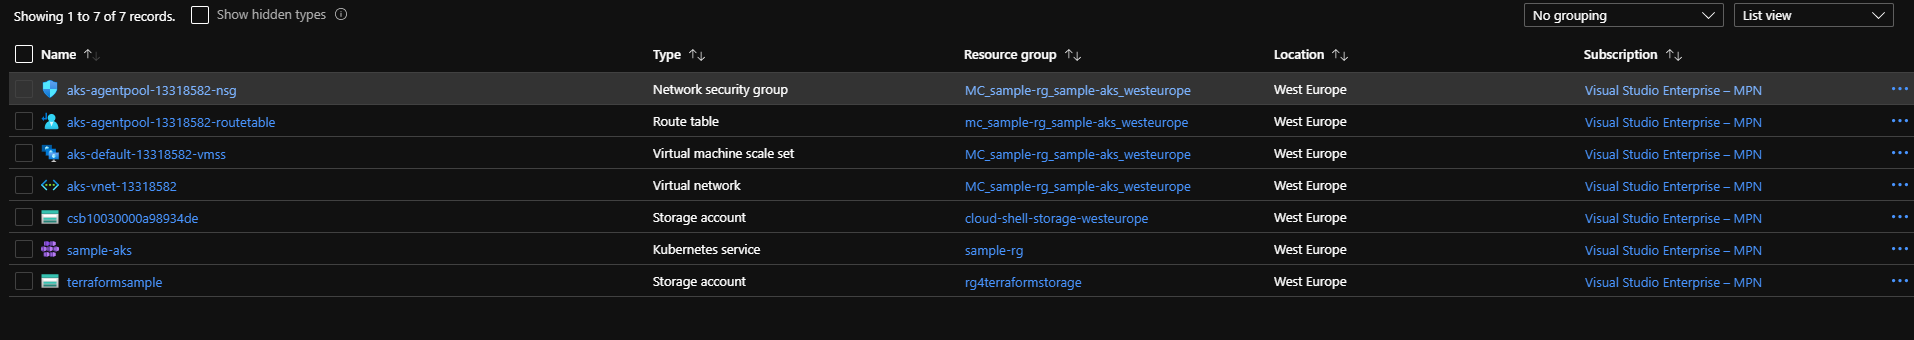 Showing 1 to 7 of 7 records. Show hidden types No grouping List view
Name Type Resource group Location Subscription
aks-agentpool-13318582-nsg Network security group MC_sample-rg_sample-aks_westeurope West Europe Visual Studio Enterprise – MPN
aks-agentpool-13318582-routetable Route table mc_sample-rg_sample-aks_westeurope West Europe Visual Studio Enterprise – MPN
aks-default-13318582-vmss Virtual machine scale set MC_sample-rg_sample-aks_westeurope West Europe Visual Studio Enterprise – MPN
aks-vnet-13318582 Virtual network MC_sample-rg_sample-aks_westeurope West Europe Visual Studio Enterprise – MPN
csb10030000a98934de Storage account cloud-shell-storage-westeurope West Europe Visual Studio Enterprise – MPN
sample-aks Kubernetes service sample-rg West Europe Visual Studio Enterprise – MPN
terraformsample Storage account rg4terraformstorage West Europe Visual Studio Enterprise – MPN